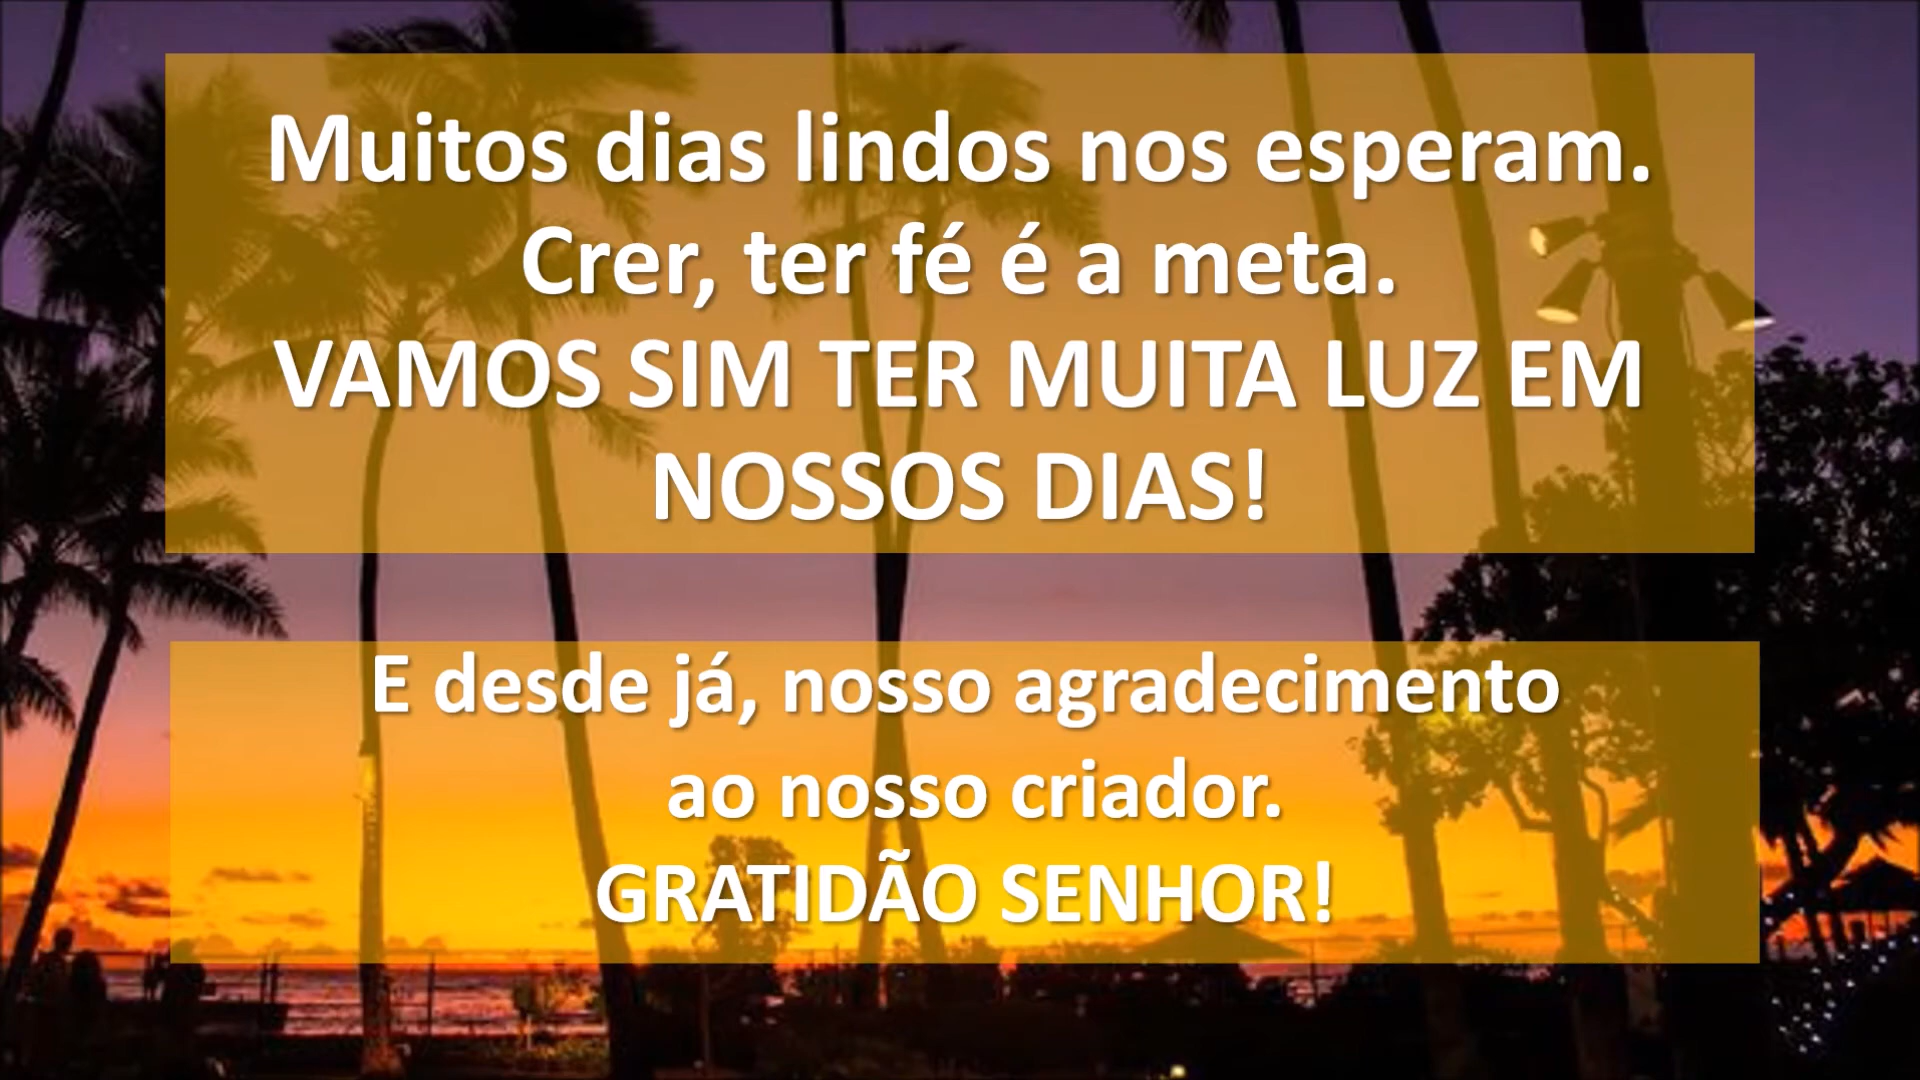 Muitos dias lindos nos esperam.
Crer, ter fé é a meta.
VAMOS SIM TER MUITA LUZ EM
NOSSOS DIAS!
E desde já, nosso agradecimento
ao nosso criador.
GRATIDÃO SENHOR!